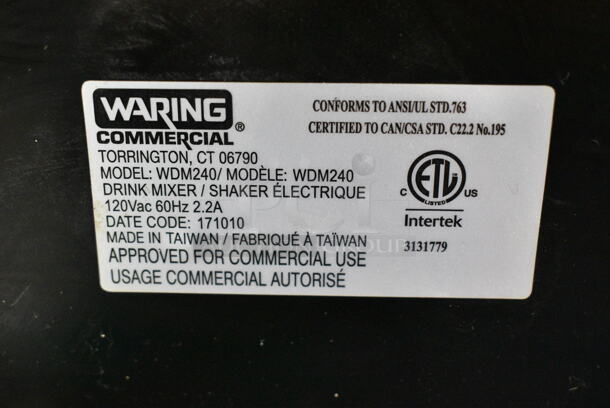 WARING
COMMERCIAL®
TORRINGTON, CT 06790
MODEL: WDM240/ MODÈLE: WDM240
DRINK MIXER / SHAKER ÉLECTRIQUE
120Vac 60Hz 2.2A
DATE CODE: 171010
MADE IN TAIWAN / FABRIQUÉ À TAÏWAN
APPROVED FOR COMMERCIAL USE
USAGE COMMERCIAL AUTORISÉ
CONFORMS TO ANSI/UL STD.763
CERTIFIED TO CAN/CSA STD. C22.2 No.195
C ETL US
LISTED
Intertek
3131779